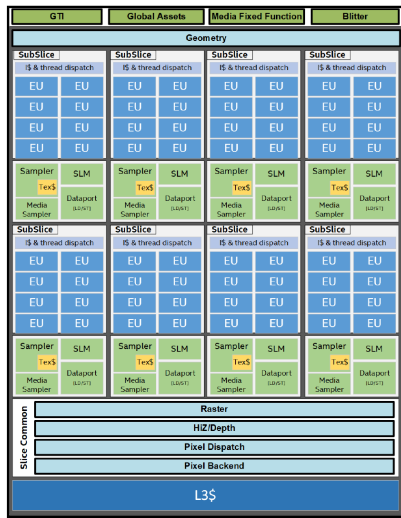 GTI Global Assets Media Fixed Function Blitter
Geometry
SubSlice SubSlice SubSlice SubSlice
I$ & thread dispatch I$ & thread dispatch I$ & thread dispatch I$ & thread dispatch
EU EU EU EU EU EU EU EU
EU EU EU EU EU EU EU EU
EU EU EU EU EU EU EU EU
EU EU EU EU EU EU EU EU
Sampler SLM Sampler SLM Sampler SLM Sampler SLM
Tex$ Tex$ Tex$ Tex$
Dataport Dataport Dataport Dataport
Media (LD/ST) Media (LD/ST) Media (LD/ST) Media (LD/ST)
Sampler Sampler Sampler Sampler
SubSlice SubSlice SubSlice SubSlice
I$ & thread dispatch I$ & thread dispatch I$ & thread dispatch I$ & thread dispatch
EU EU EU EU EU EU EU EU
EU EU EU EU EU EU EU EU
EU EU EU EU EU EU EU EU
EU EU EU EU EU EU EU EU
Sampler SLM Sampler SLM Sampler SLM Sampler SLM
Tex$ Tex$ Tex$ Tex$
Dataport Dataport Dataport Dataport
Media (LD/ST) Media (LD/ST) Media (LD/ST) Media (LD/ST)
Sampler Sampler Sampler Sampler
Slice Common
Raster
HiZ/Depth
Pixel Dispatch
Pixel Backend
L3$